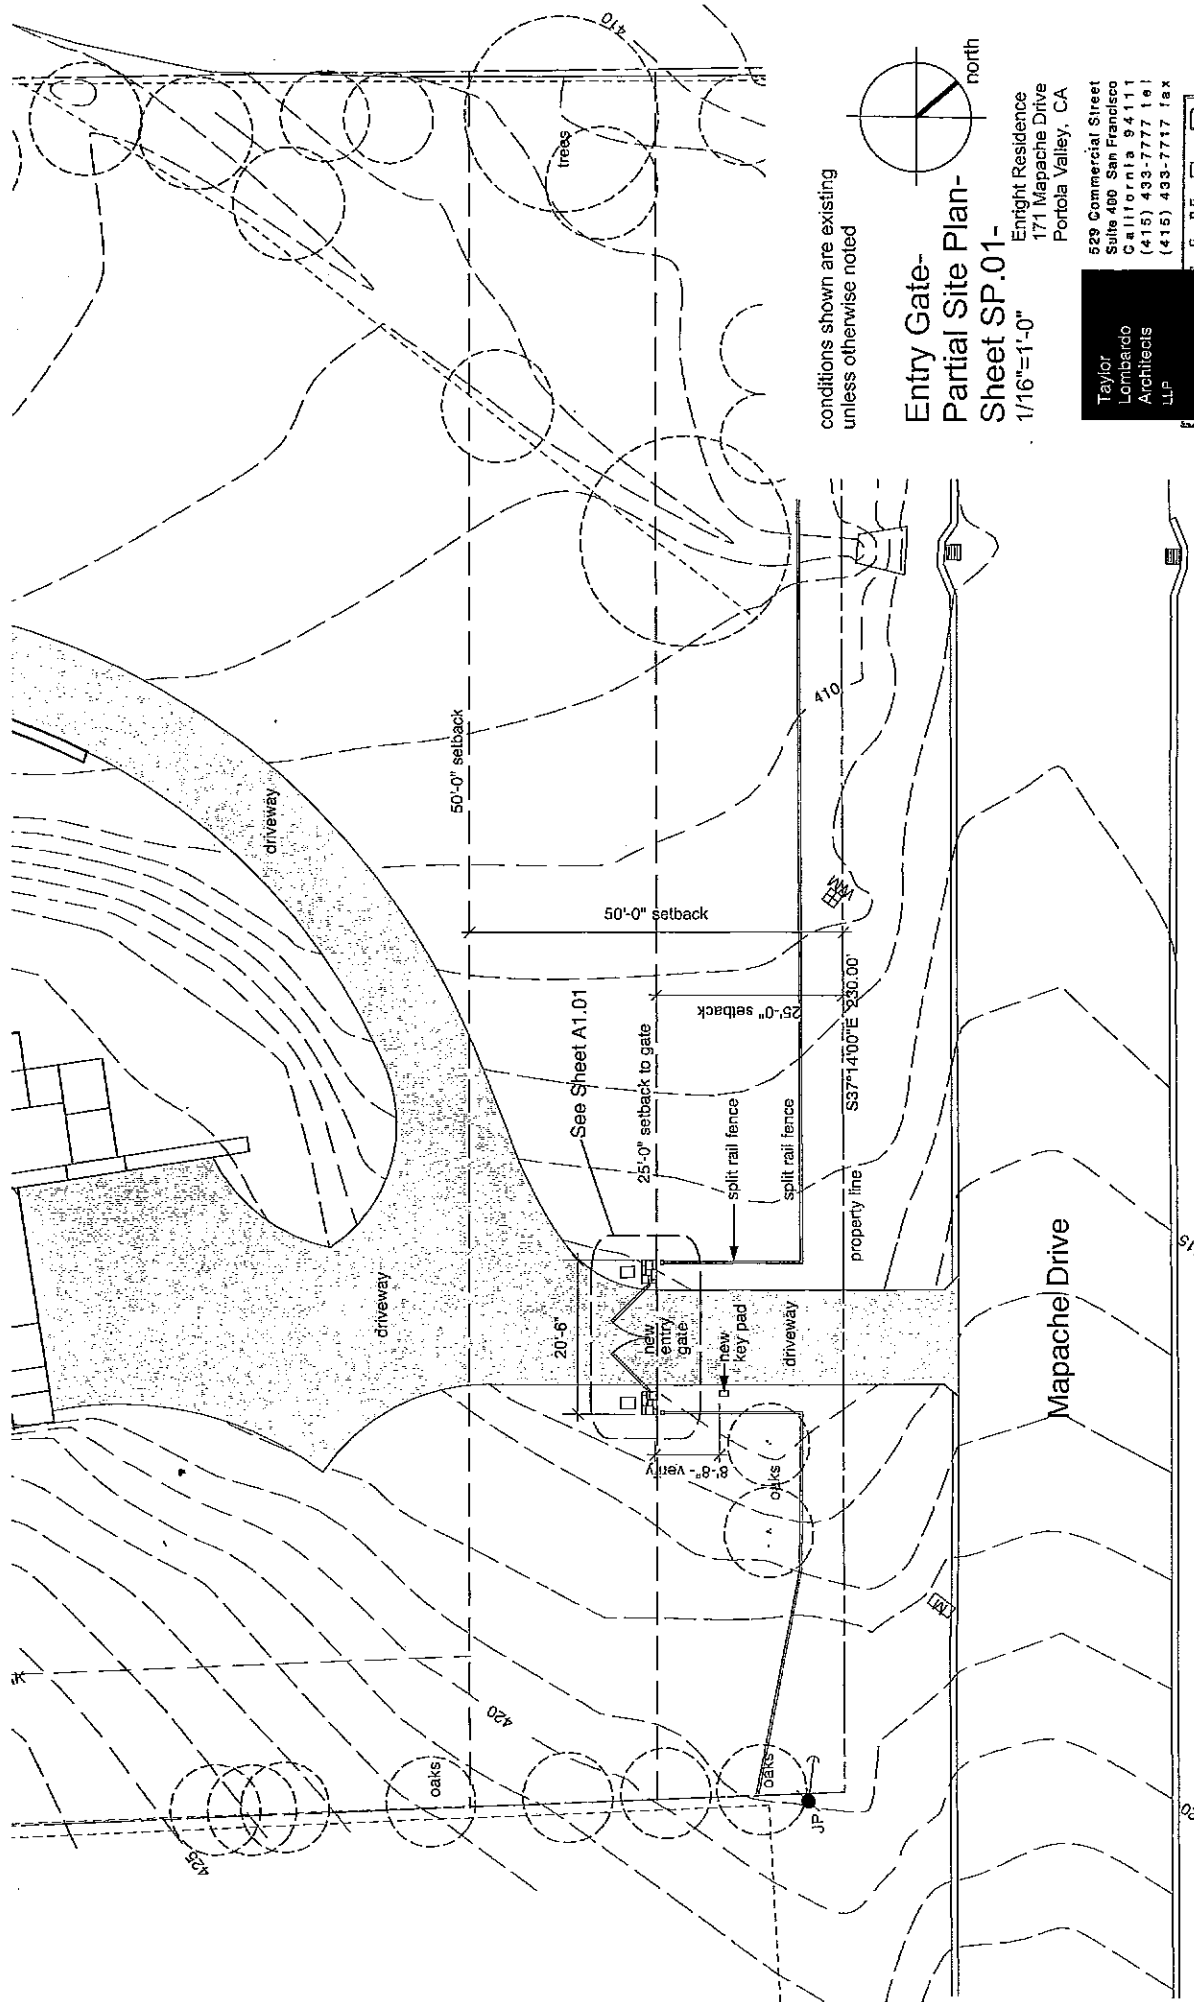 410
trees
north
conditions shown are existing
unless otherwise noted
Entry Gate-
Partial Site Plan-
Sheet SP.01-
1/16"=1'-0"
Enright Residence
171 Mapache Drive
Portola Valley, CA
Taylor
Lombardo
Architects
LLP
529 Commercial Street
Suite 400 San Francisco
California 94111
(415) 433-7777 tel
(415) 433-7717 fax
driveway
50'-0" setback
50'-0" setback
410
WM
See Sheet A1.01
25'-0" setback to gate
25'-0" setback
split rail fence
split rail fence
S37°14'00"E 230.00'
property line
driveway
20'-6"
new
entry
gate
new
key pad
driveway
8'-8"- verify
oaks
Mapache Drive
M
420
oaks
oaks
JP
425